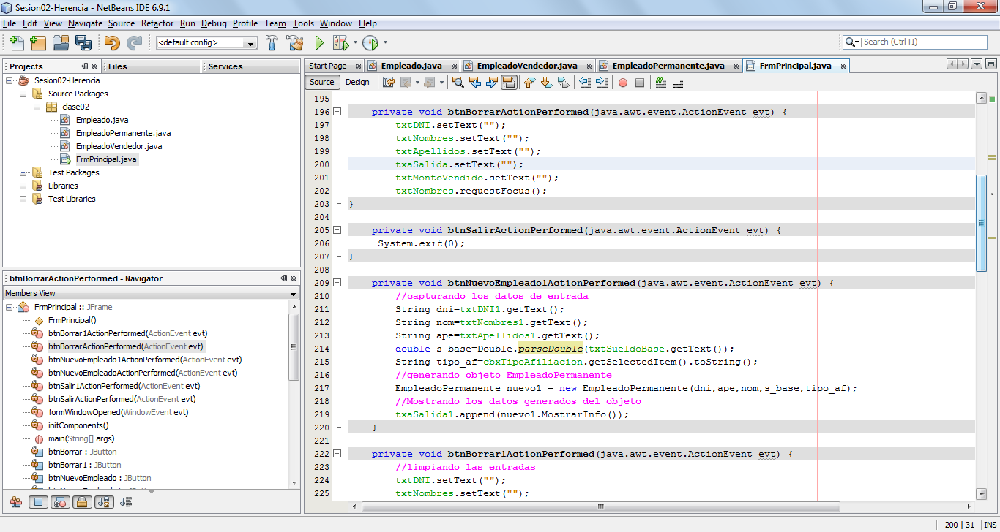 Sesion02-Herencia - NetBeans IDE 6.9.1
File Edit View Navigate Source Refactor Run Debug Profile Team Tools Window Help
<default config>
Search (Ctrl+I)
Projects Files Services
Sesion02-Herencia
Source Packages
clase02
Empleado.java
EmpleadoPermanente.java
EmpleadoVendedor.java
FrmPrincipal.java
Test Packages
Libraries
Test Libraries
btnBorrarActionPerformed - Navigator
Members View
FrmPrincipal :: JFrame
FrmPrincipal()
btnBorrar1ActionPerformed(ActionEvent evt)
btnBorrarActionPerformed(ActionEvent evt)
btnNuevoEmpleado1ActionPerformed(ActionEvent evt)
btnNuevoEmpleadoActionPerformed(ActionEvent evt)
btnSalir1ActionPerformed(ActionEvent evt)
btnSalirActionPerformed(ActionEvent evt)
formWindowOpened(WindowEvent evt)
initComponents()
main(String[] args)
btnBorrar : JButton
btnBorrar1 : JButton
btnNuevoEmpleado : JButton
Start Page Empleado.java EmpleadoVendedor.java EmpleadoPermanente.java FrmPrincipal.java
Source Design
195
196 private void btnBorrarActionPerformed(java.awt.event.ActionEvent evt) {
197 txtDNI.setText("");
198 txtNombres.setText("");
199 txtApellidos.setText("");
200 txaSalida.setText("");
201 txtMontoVendido.setText("");
202 txtNombres.requestFocus();
203 }
204
205 private void btnSalirActionPerformed(java.awt.event.ActionEvent evt) {
206 System.exit(0);
207 }
208
209 private void btnNuevoEmpleado1ActionPerformed(java.awt.event.ActionEvent evt) {
210 //capturando los datos de entrada
211 String dni=txtDNI1.getText();
212 String nom=txtNombres1.getText();
213 String ape=txtApellidos1.getText();
214 double s_base=Double.parseDouble(txtSueldoBase.getText());
215 String tipo_af=cbxTipoAfiliacion.getSelectedItem().toString();
216 //generando objeto EmpleadoPermanente
217 EmpleadoPermanente nuevo1 = new EmpleadoPermanente(dni,ape,nom,s_base,tipo_af);
218 //Mostrando los datos generados del objeto
219 txaSalida1.append(nuevo1.MostrarInfo());
220 }
221
222 private void btnBorrar1ActionPerformed(java.awt.event.ActionEvent evt) {
223 //limpiando las entradas
224 txtDNI.setText("");
225 txtNombres.setText("");
200 | 31 INS